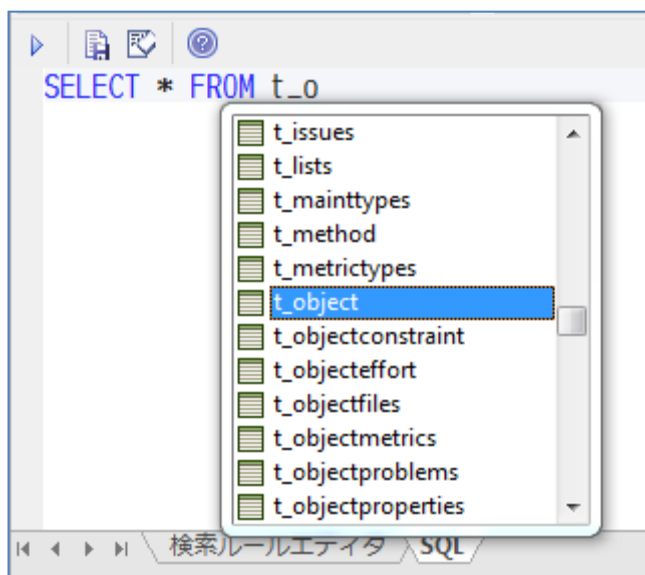 SELECT * FROM t_o
t_issues
t_lists
t_mainttypes
t_method
t_metrictypes
t_object
t_objectconstraint
t_objecteffort
t_objectfiles
t_objectmetrics
t_objectproblems
t_objectproperties
検索ルールエディタ SQL